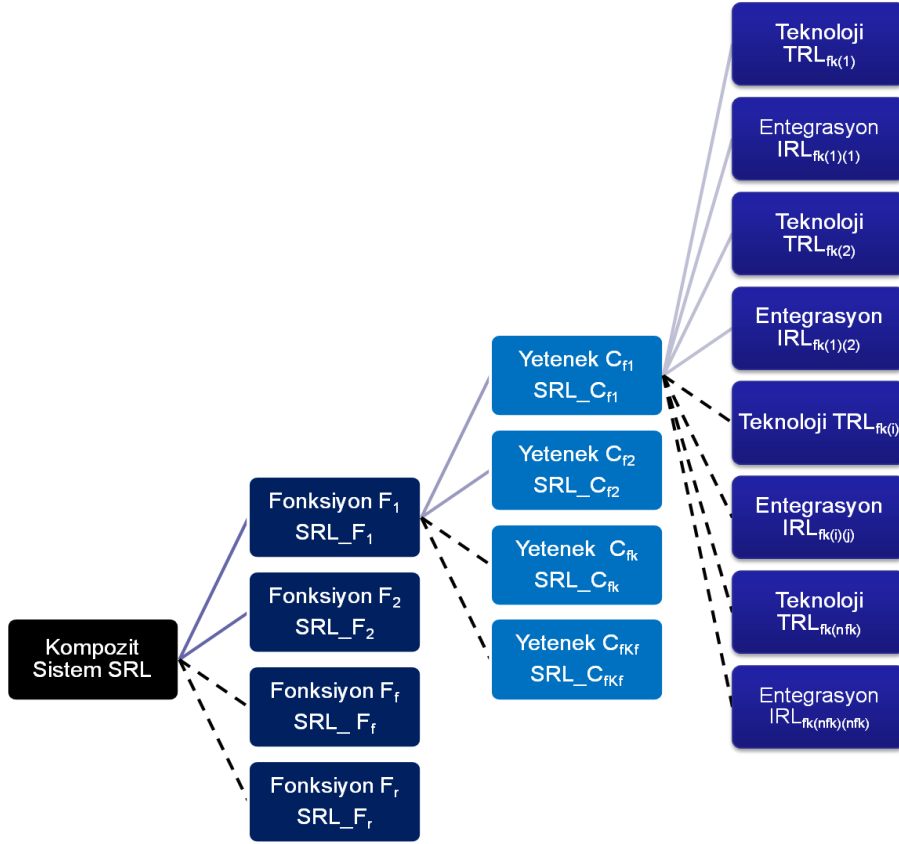 Kompozit
Sistem SRL
Fonksiyon F1
SRL_F1
Fonksiyon F2
SRL_F2
Fonksiyon Ff
SRL_ Ff
Fonksiyon Fr
SRL_Fr
Yetenek Cf1
SRL_Cf1
Yetenek Cf2
SRL_Cf2
Yetenek Cfk
SRL_Cfk
Yetenek CfKf
SRL_CfKf
Teknoloji
TRLfk(1)
Entegrasyon
IRLfk(1)(1)
Teknoloji
TRLfk(2)
Entegrasyon
IRLfk(1)(2)
Teknoloji TRLfk(i)
Entegrasyon
IRLfk(i)(j)
Teknoloji
TRLfk(nfk)
Entegrasyon
IRLfk(nfk)(nfk)